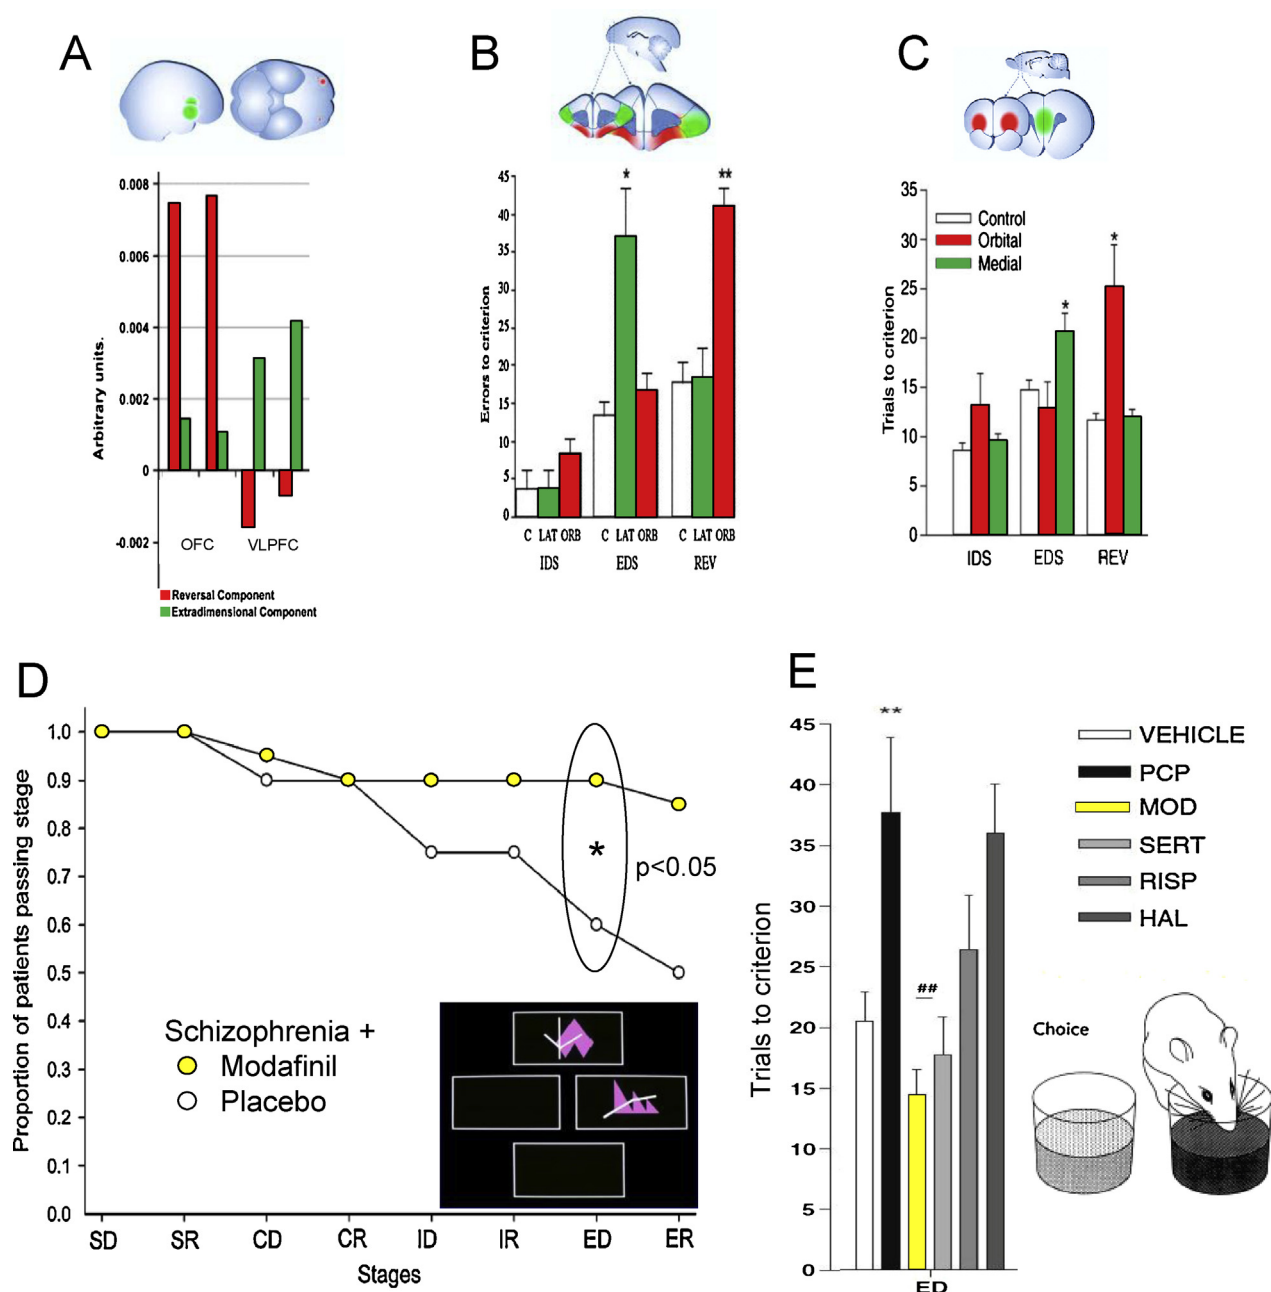 A
0.008
0.006
0.004
0.002
0
-0.002
Arbitrary units.
OFC VLPFC
Reversal Component
Extradimensional Component
B
45
40
35
30
25
20
15
10
5
0
Errors to criterion
* **
C LAT ORB C LAT ORB C LAT ORB
IDS EDS REV
C
35
30
25
20
15
10
5
0
Trials to criterion
Control
Orbital
Medial
* *
IDS EDS REV
D
1.0
0.9
0.8
0.7
0.6
0.5
0.4
0.3
0.2
0.1
0.0
Proportion of patients passing stage
*
p<0.05
Schizophrenia +
Modafinil
Placebo
SD SR CD CR ID IR ED ER
Stages
E
45
40
35
30
25
20
15
10
5
0
Trials to criterion
**
##
ED
VEHICLE
PCP
MOD
SERT
RISP
HAL
Choice